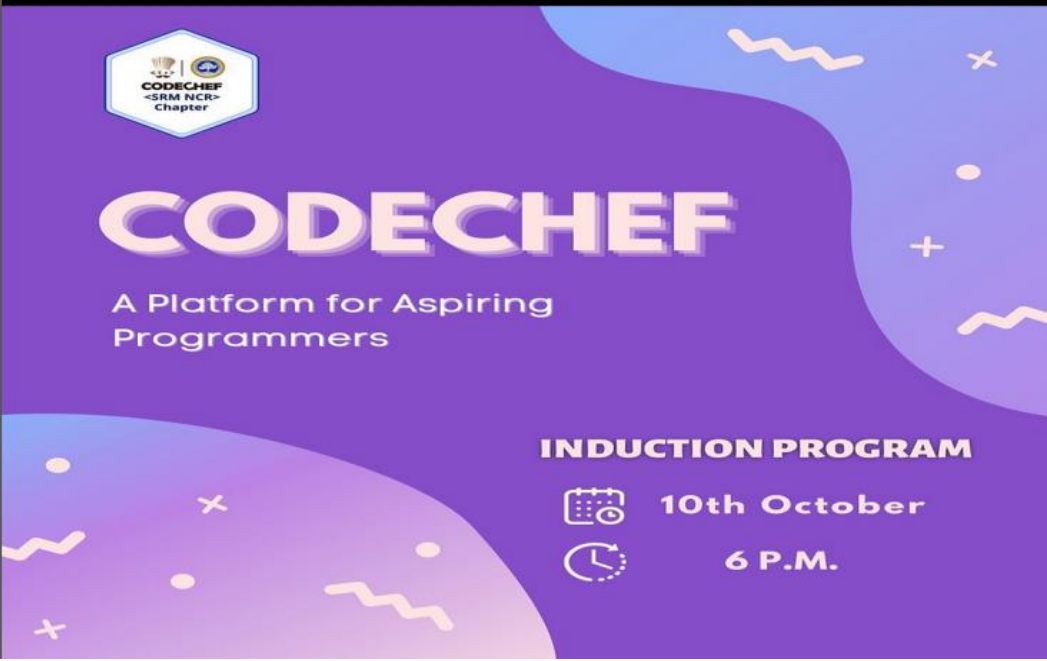 CODECHEF
<SRM NCR>
Chapter
CODECHEF
A Platform for Aspiring
Programmers
INDUCTION PROGRAM
10th October
6 P.M.